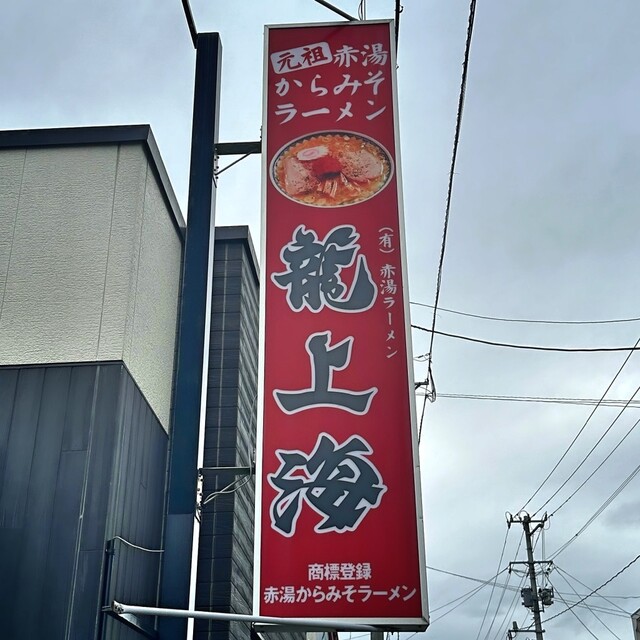 元祖赤湯
からみそ
ラーメン
龍上海
(有)赤湯ラーメン
商標登録
赤湯からみそラーメン